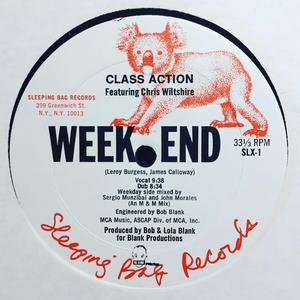 CLASS ACTION
Featuring Chris Wiltshire
SLEEPING BAG RECORDS
399 Greenwich St.
N.Y., N.Y. 10013
33⅓ RPM
SLX-1
WEEK END
(Leroy Burgess, James Calloway)
Vocal 9:38
Dub 8:34
Weekday side mixed by
Sergio Munzibai and John Morales
(An M & M Mix)
Engineered by Bob Blank
MCA Music, ASCAP Div. of MCA, Inc.
Produced by Bob & Lola Blank
for Blank Productions
Sleeping Bag Records